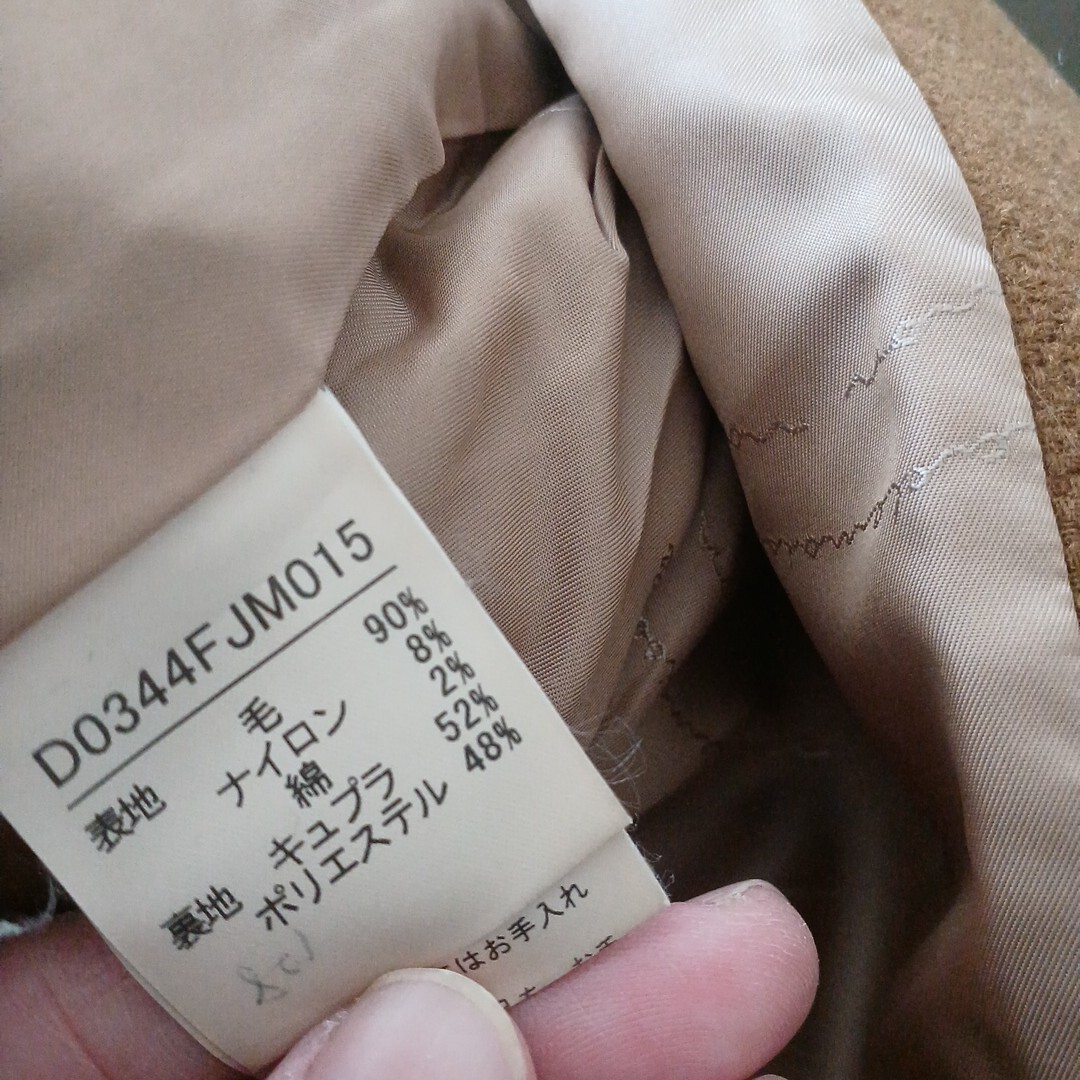 D0344FJM015
表地 毛 90%
ナイロン 8%
綿 2%
裏地 キュプラ 52%
ポリエステル 48%
はお手入れ